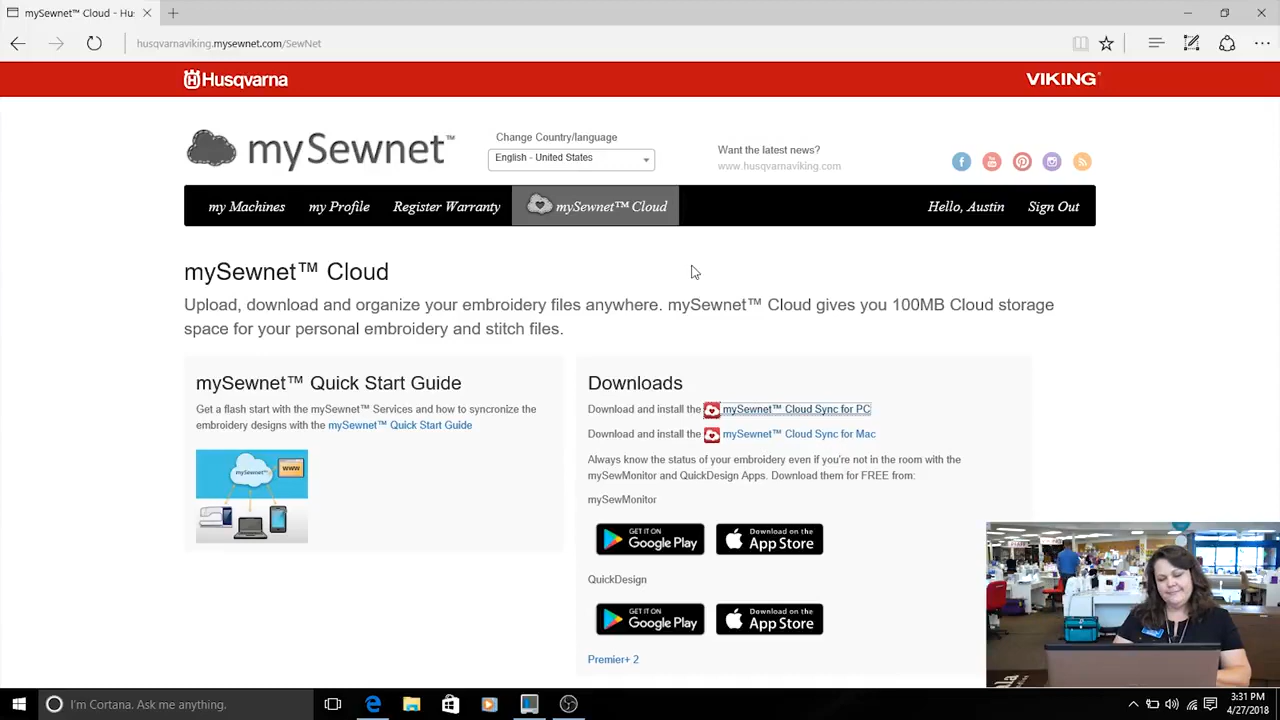 mySewnet™ Cloud - Hu
husqvarnaviking.mysewnet.com/SewNet
Husqvarna
VIKING
mySewnet™
Change Country/language
English - United States
Want the latest news?
www.husqvarnaviking.com
my Machines
my Profile
Register Warranty
mySewnet™ Cloud
Hello, Austin
Sign Out
mySewnet™ Cloud
Upload, download and organize your embroidery files anywhere. mySewnet™ Cloud gives you 100MB Cloud storage
space for your personal embroidery and stitch files.
mySewnet™ Quick Start Guide
Get a flash start with the mySewnet™ Services and how to syncronize the
embroidery designs with the mySewnet™ Quick Start Guide
mySewnet™
www
Downloads
Download and install the mySewnet™ Cloud Sync for PC
Download and install the mySewnet™ Cloud Sync for Mac
Always know the status of your embroidery even if you're not in the room with the
mySewMonitor and QuickDesign Apps. Download them for FREE from:
mySewMonitor
GET IT ON
Google Play
Download on the
App Store
QuickDesign
GET IT ON
Google Play
Download on the
App Store
Premier+ 2
I'm Cortana. Ask me anything.
3:31 PM
4/27/2018